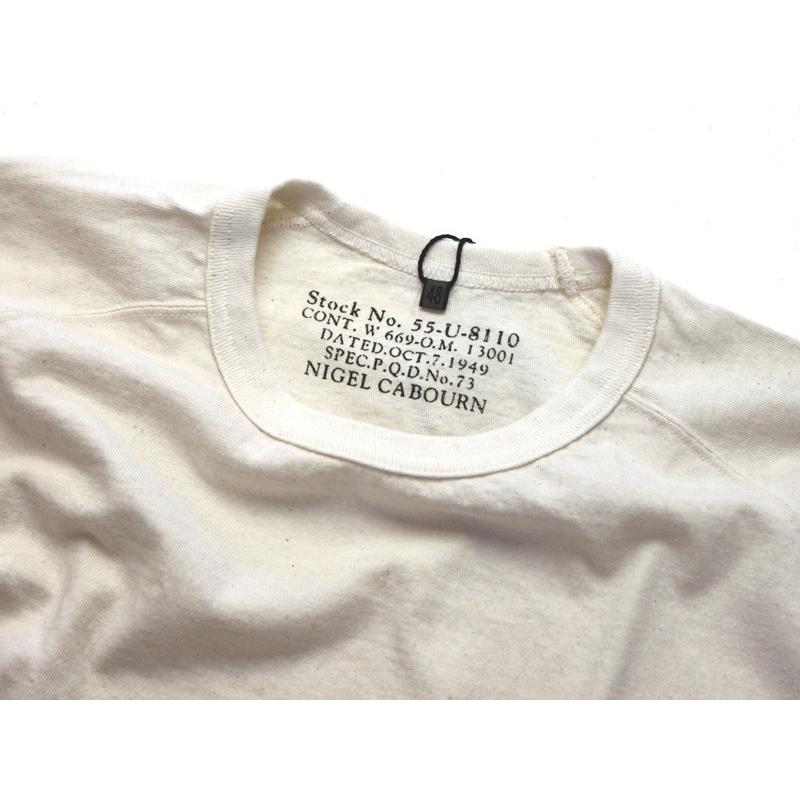 48
Stock No. 55-U-8110
CONT. W 669-O.M. 13001
DATED.OCT.7.1949
SPEC.P.Q.D.No.73
NIGEL CABOURN